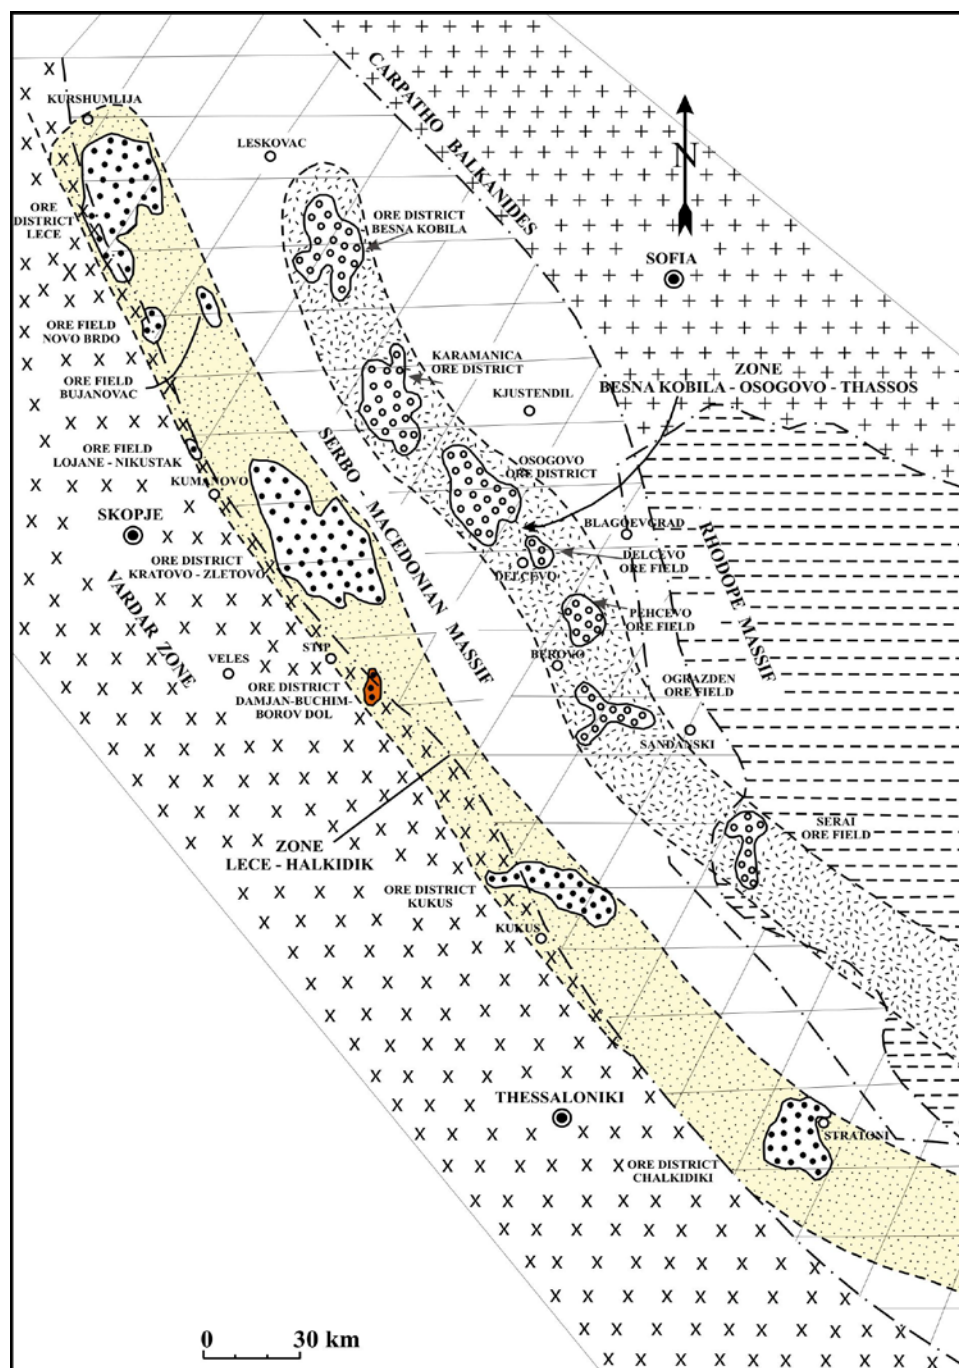 KURSHUMLIJA
LESKOVAC
CARPATHO BALKANIDES
N
ORE
DISTRICT
LECE
ORE DISTRICT
BESNA KOBILA
SOFIA
ORE FIELD
NOVO BRDO
KARAMANICA
ORE DISTRICT
ZONE
BESNA KOBILA - OSOGOVO - THASSOS
ORE FIELD
BUJANOVAC
KJUSTENDIL
ORE FIELD
LOJANE - NIKUSTAK
KUMANOVO
SERBO - MACEDONIAN MASSIF
OSOGOVO
ORE DISTRICT
SKOPJE
BLAGOEVGRAD
RHODOPE MASSIF
ORE DISTRICT
KRATOVO - ZLETOVO
DELCEVO
DELCEVO
ORE FIELD
VARDAR ZONE
PEHCEVO
ORE FIELD
STIP
VELES
BEROVO
ORE DISTRICT
DAMJAN-BUCHIM-
BOROV DOL
OGRAZDEN
ORE FIELD
SANDANSKI
SERAI
ORE FIELD
ZONE
LECE - HALKIDIK
ORE DISTRICT
KUKUS
KUKUS
THESSALONIKI
STRATONI
ORE DISTRICT
CHALKIDIKI
0 30 km